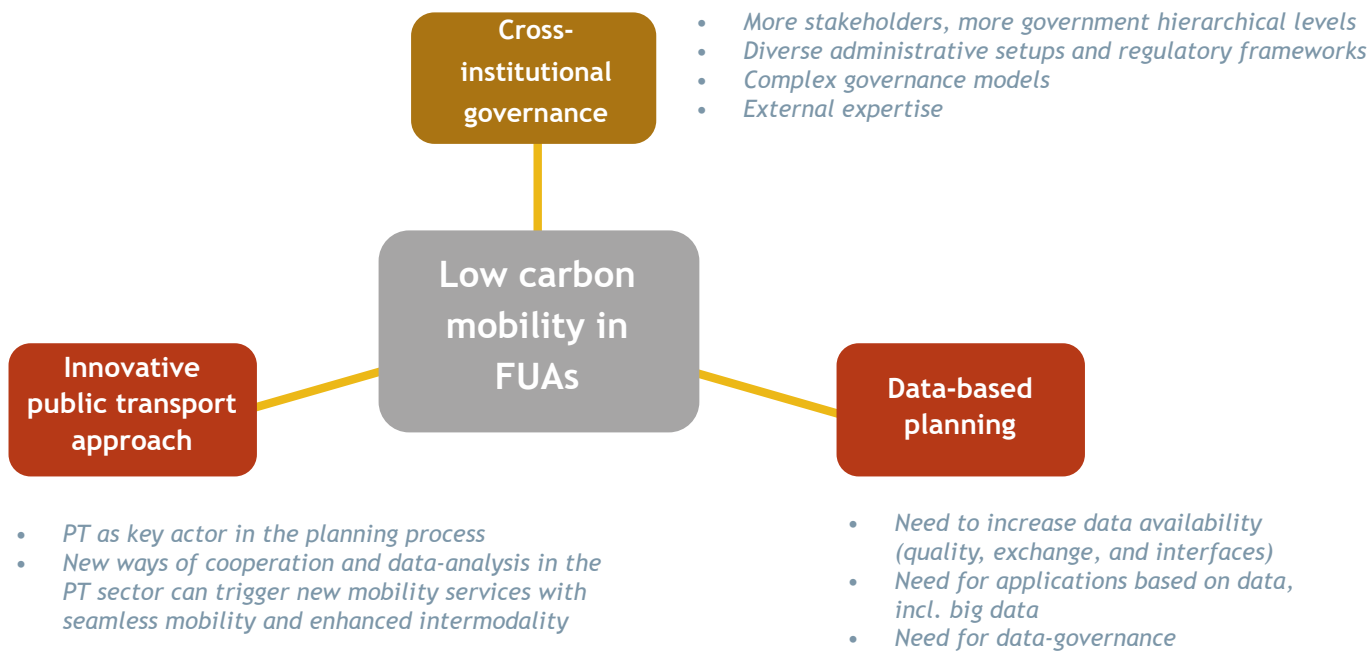 Cross-
institutional
governance
• More stakeholders, more government hierarchical levels
• Diverse administrative setups and regulatory frameworks
• Complex governance models
• External expertise
Low carbon
mobility in
FUAs
Innovative
public transport
approach
Data-based
planning
• PT as key actor in the planning process
• New ways of cooperation and data-analysis in the
PT sector can trigger new mobility services with
seamless mobility and enhanced intermodality
• Need to increase data availability
(quality, exchange, and interfaces)
• Need for applications based on data,
incl. big data
• Need for data-governance